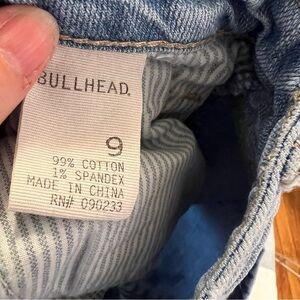 BULLHEAD.
9
99% COTTON
1% SPANDEX
MADE IN CHINA
RN# 090233